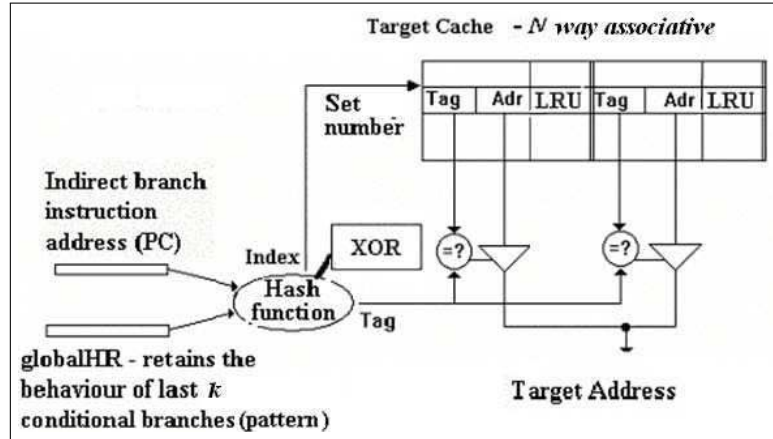 Target Cache - N way associative
Tag Adr LRU Tag Adr LRU
Set
number
Indirect branch
instruction
address (PC)
Index
XOR
=?
=?
Hash
function
Tag
globalHR - retains the
behaviour of last k
conditional branches (pattern)
Target Address